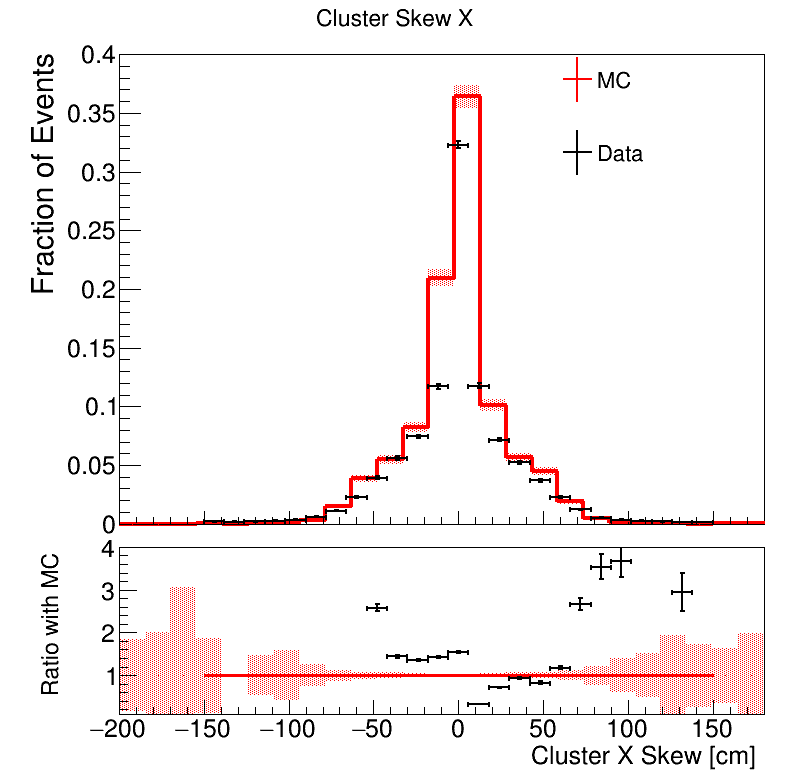 Cluster Skew X
Fraction of Events
0.4
0.35
0.3
0.25
0.2
0.15
0.1
0.05
0
MC
Data
Ratio with MC
4
3
2
1
−200 −150 −100 −50 0 50 100 150
Cluster X Skew [cm]